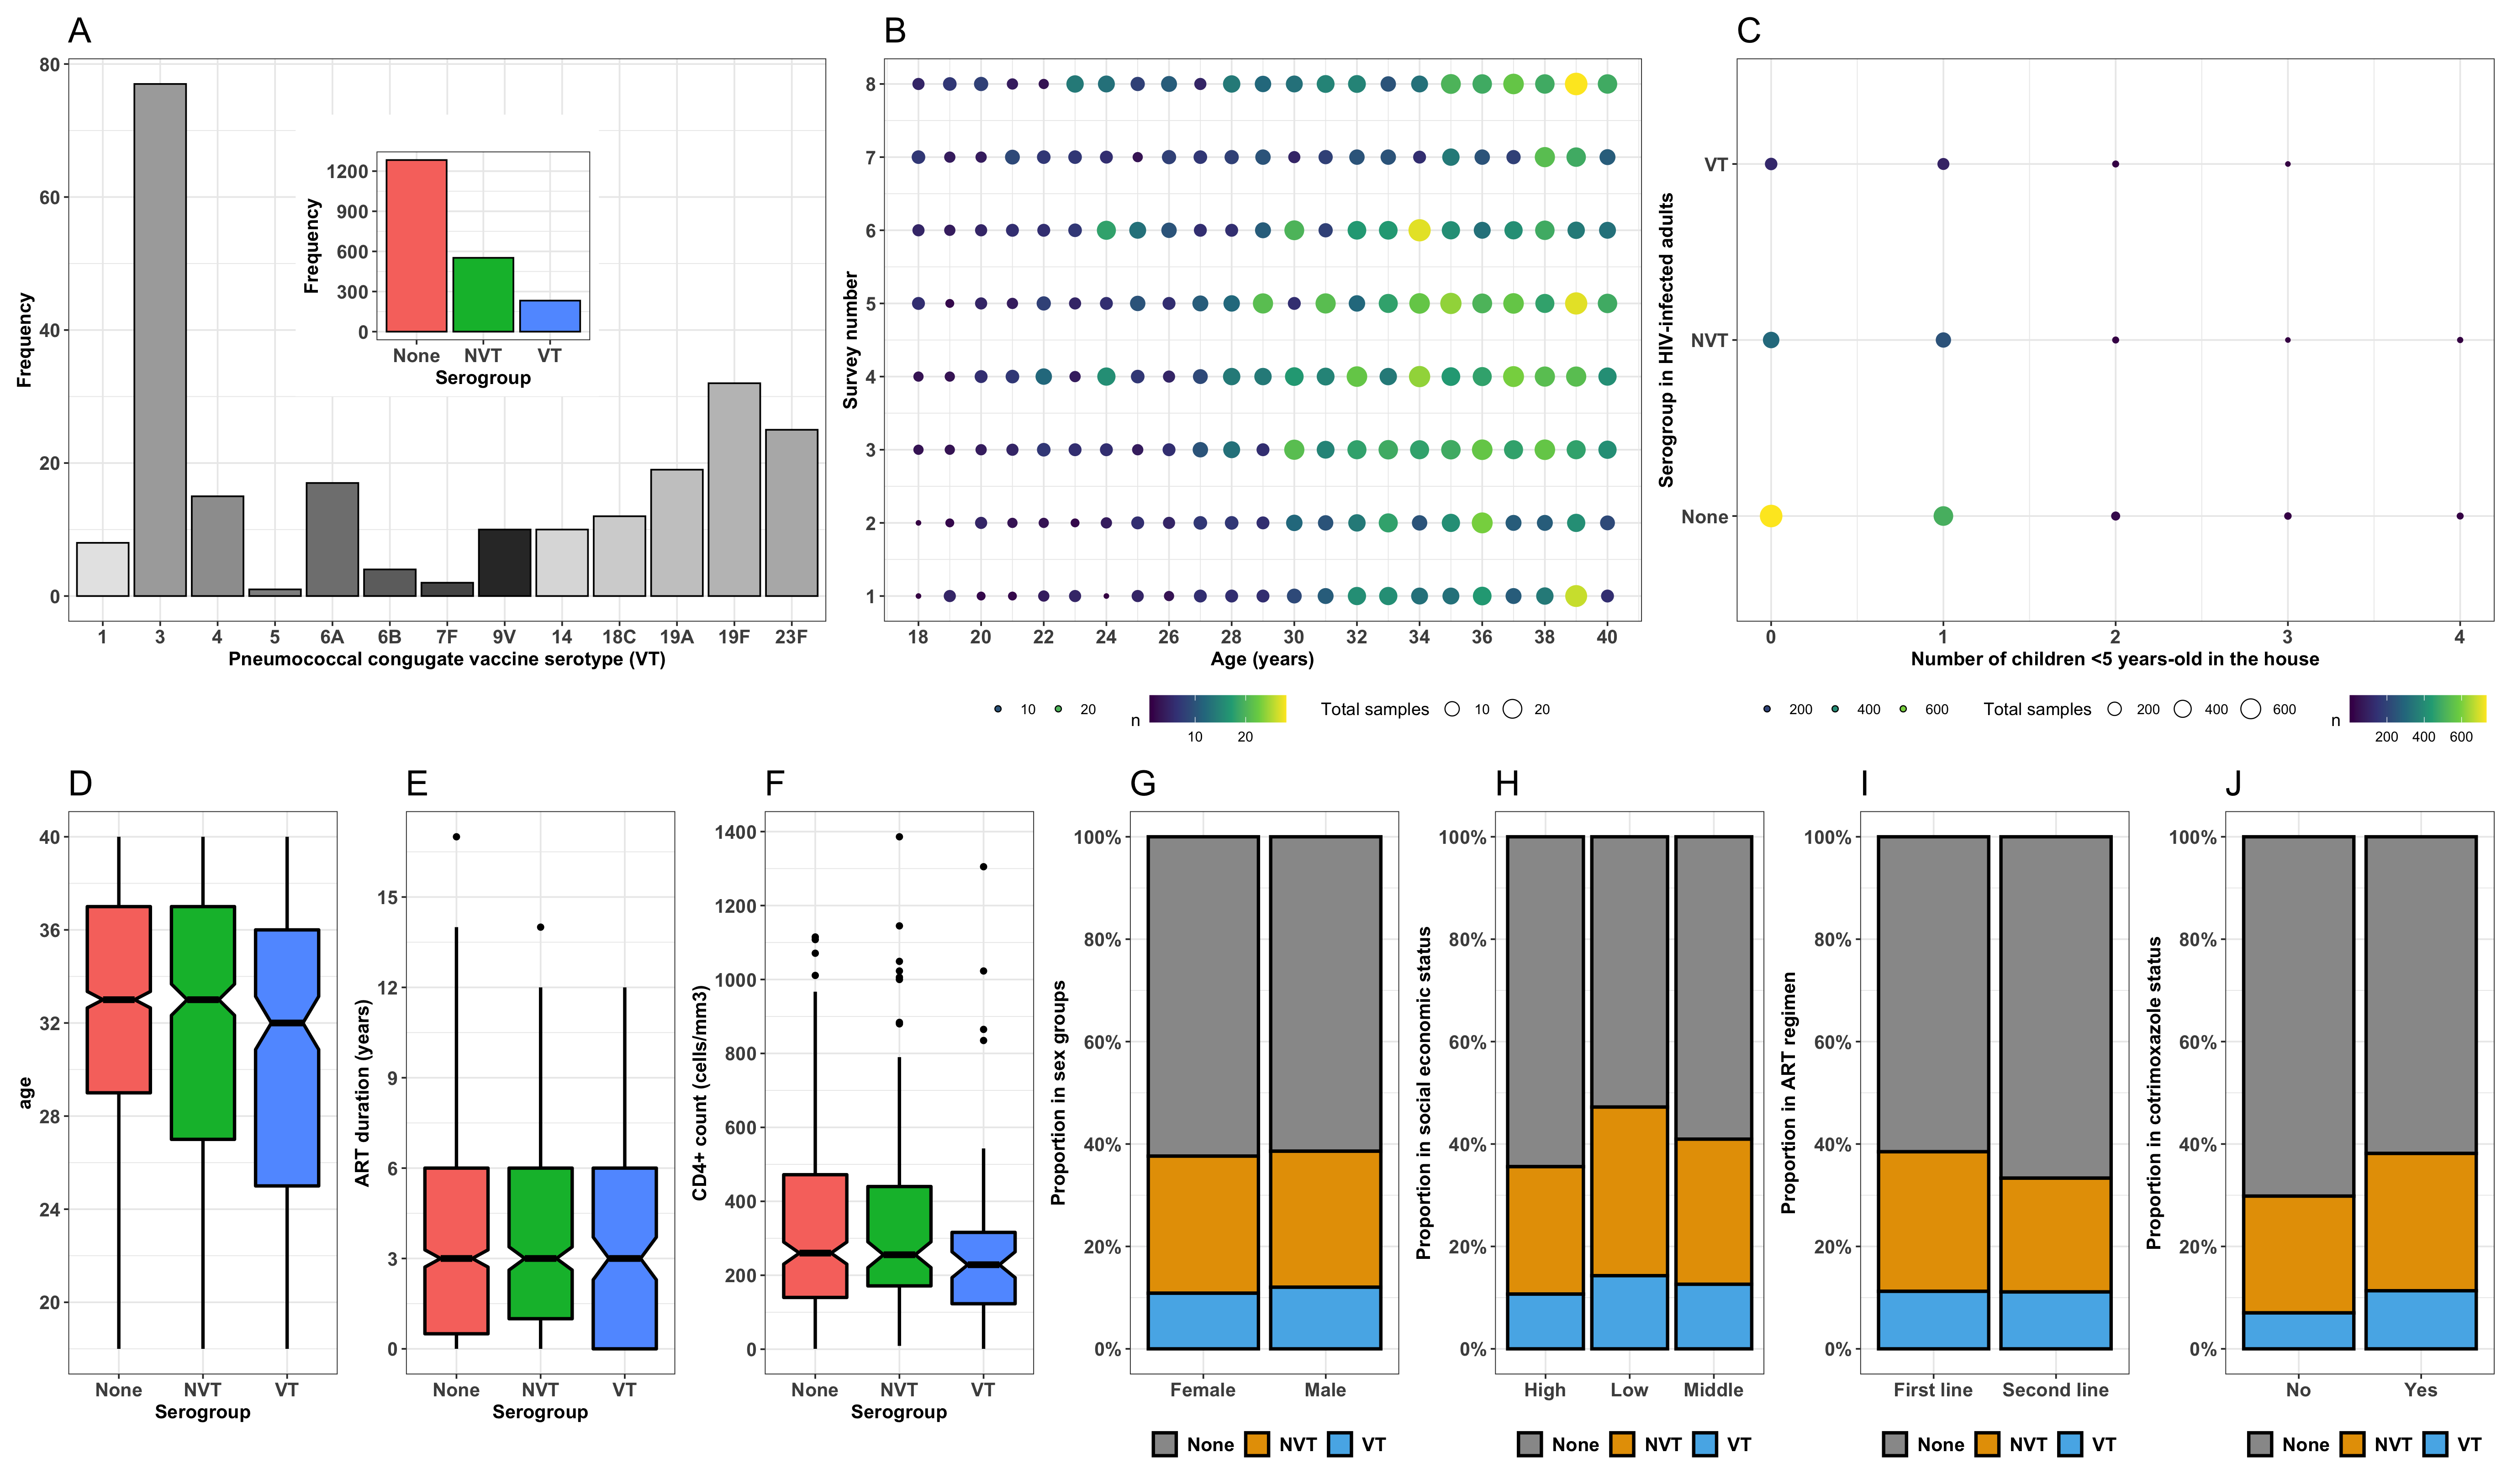 A
80
60
40
20
0
Frequency
1 3 4 5 6A 6B 7F 9V 14 18C 19A 19F 23F
Pneumococcal congugate vaccine serotype (VT)
1200
900
600
300
0
Frequency
None NVT VT
Serogroup
B
8
7
6
5
4
3
2
1
Survey number
18 20 22 24 26 28 30 32 34 36 38 40
Age (years)
10 20
n
10 20
Total samples 10 20
C
VT
NVT
None
Serogroup in HIV-infected adults
0 1 2 3 4
Number of children <5 years-old in the house
200 400 600
Total samples 200 400 600
n
200 400 600
D
40
36
32
28
24
20
age
None NVT VT
Serogroup
E
15
12
9
6
3
0
ART duration (years)
None NVT VT
Serogroup
F
1400
1200
1000
800
600
400
200
0
CD4+ count (cells/mm3)
None NVT VT
Serogroup
G
100%
80%
60%
40%
20%
0%
Proportion in sex groups
Female Male
None NVT VT
H
100%
80%
60%
40%
20%
0%
Proportion in social economic status
High Low Middle
None NVT VT
I
100%
80%
60%
40%
20%
0%
Proportion in ART regimen
First line Second line
None NVT VT
J
100%
80%
60%
40%
20%
0%
Proportion in cotrimoxazole status
No Yes
None NVT VT